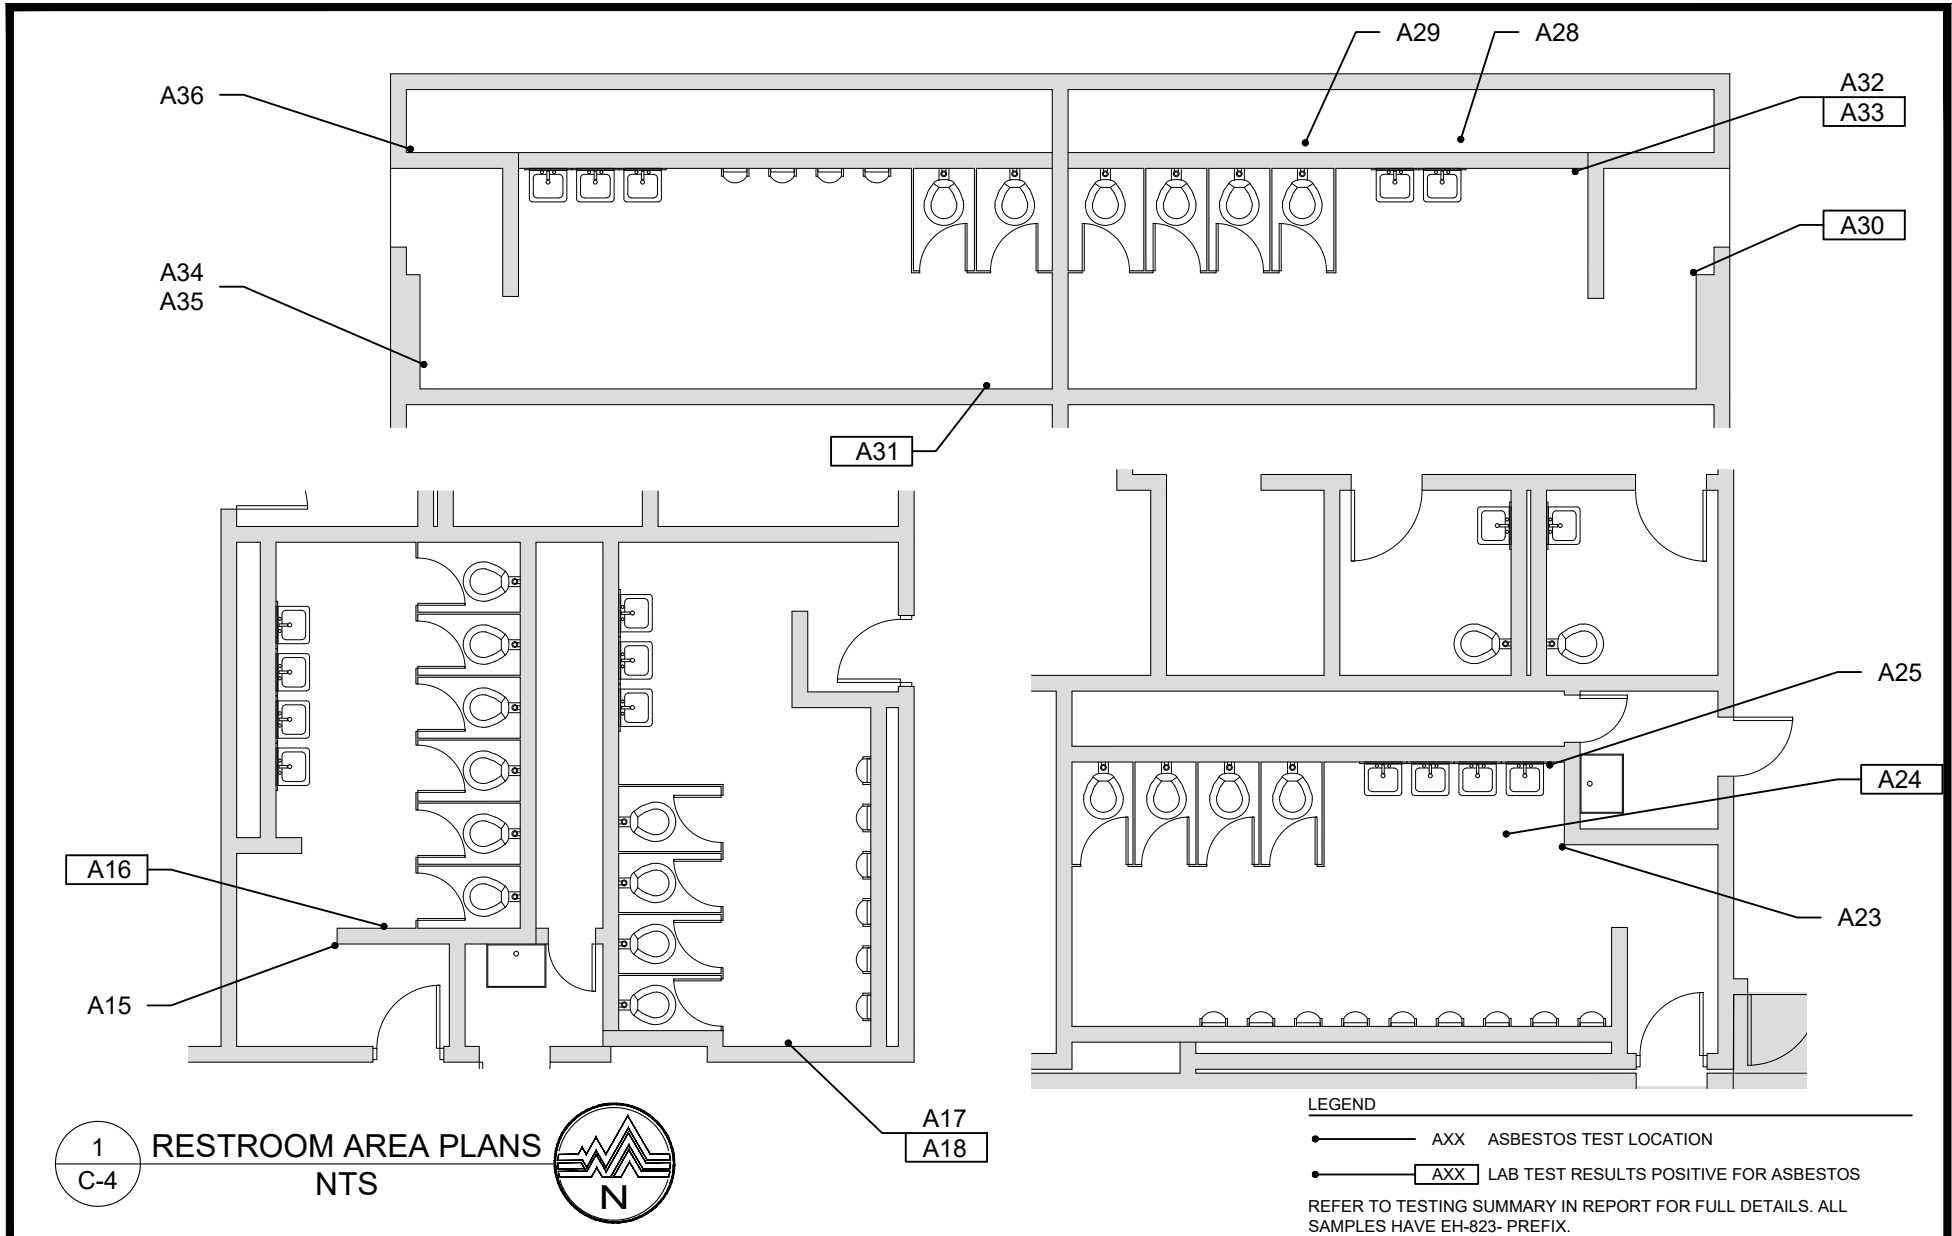 A29
A28
A36
A32
A33
A30
A34
A35
A31
A25
A24
A16
A23
A15
A17
A18
LEGEND
AXX ASBESTOS TEST LOCATION
AXX LAB TEST RESULTS POSITIVE FOR ASBESTOS
REFER TO TESTING SUMMARY IN REPORT FOR FULL DETAILS. ALL
SAMPLES HAVE EH-823- PREFIX.
1
C-4
RESTROOM AREA PLANS
NTS
N